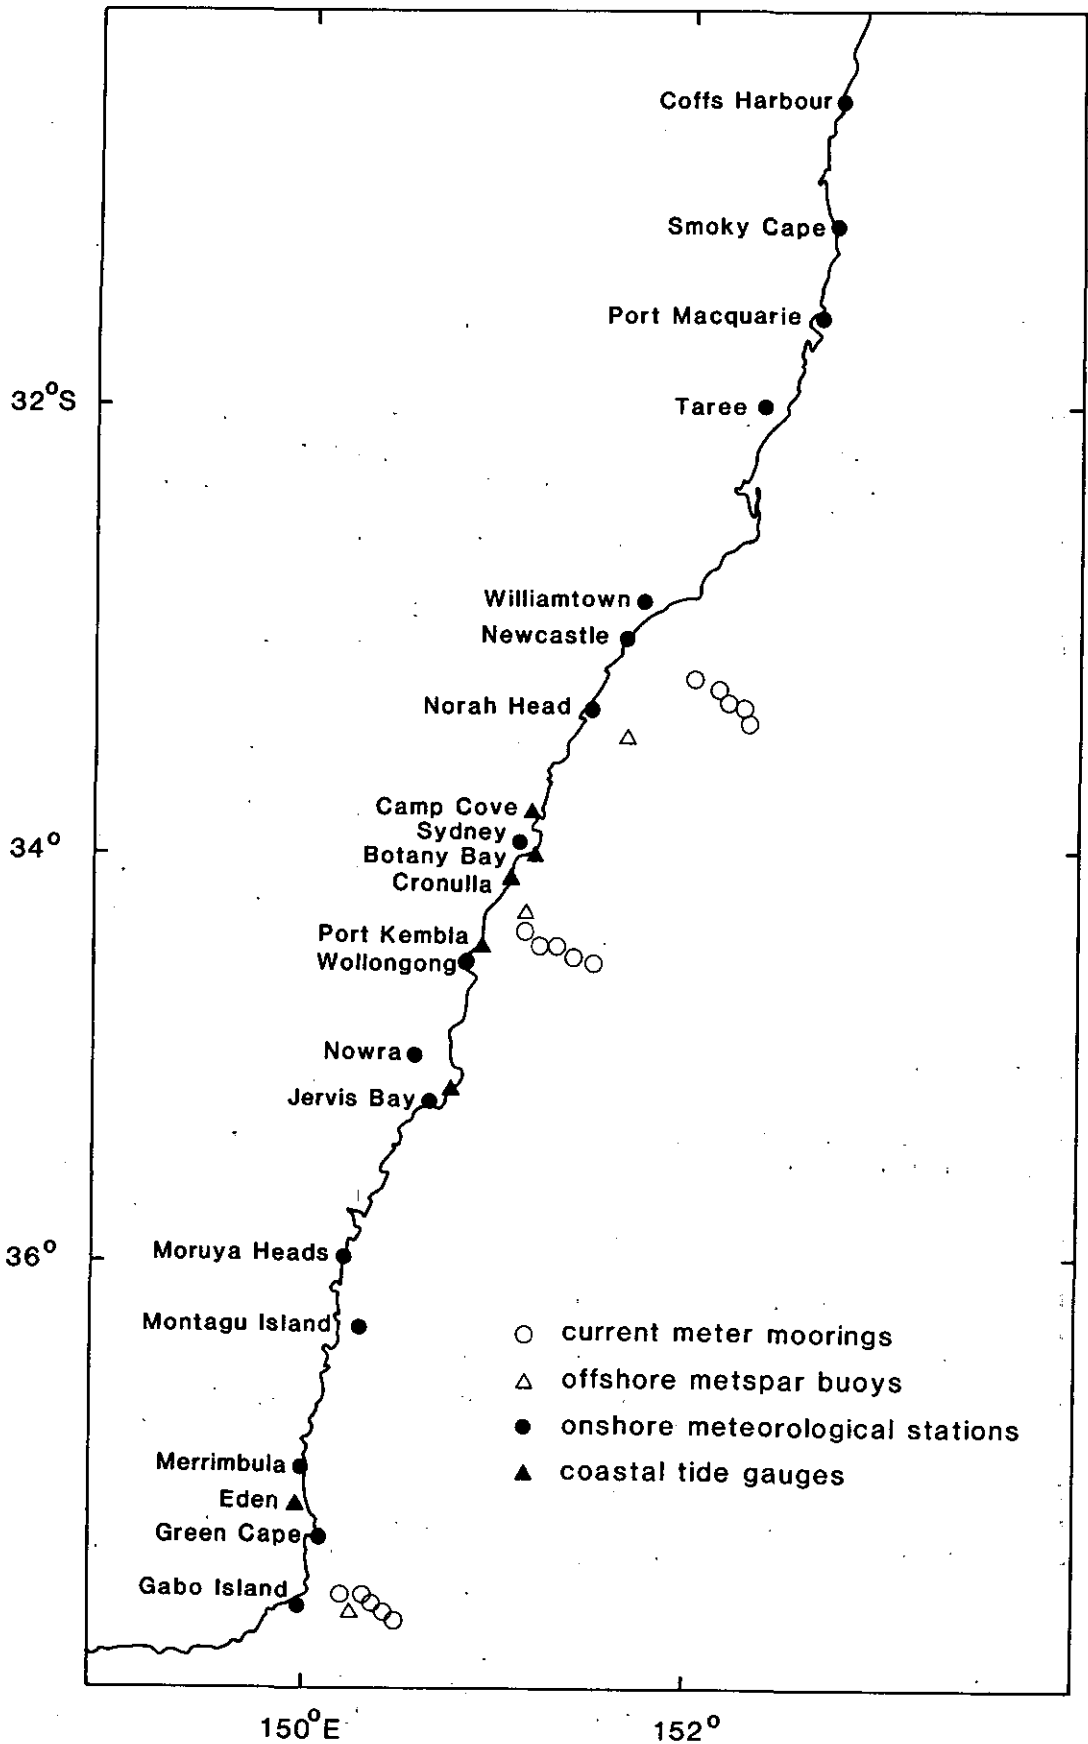 Coffs Harbour
Smoky Cape
Port Macquarie
32°S
Taree
Williamtown
Newcastle
Norah Head
Camp Cove
Sydney
34°
Botany Bay
Cronulla
Port Kembla
Wollongong
Nowra
Jervis Bay
36°
Moruya Heads
Montagu Island
current meter moorings
offshore metspar buoys
onshore meteorological stations
coastal tide gauges
Merrimbula
Eden
Green Cape
Gabo Island
150°E
152°